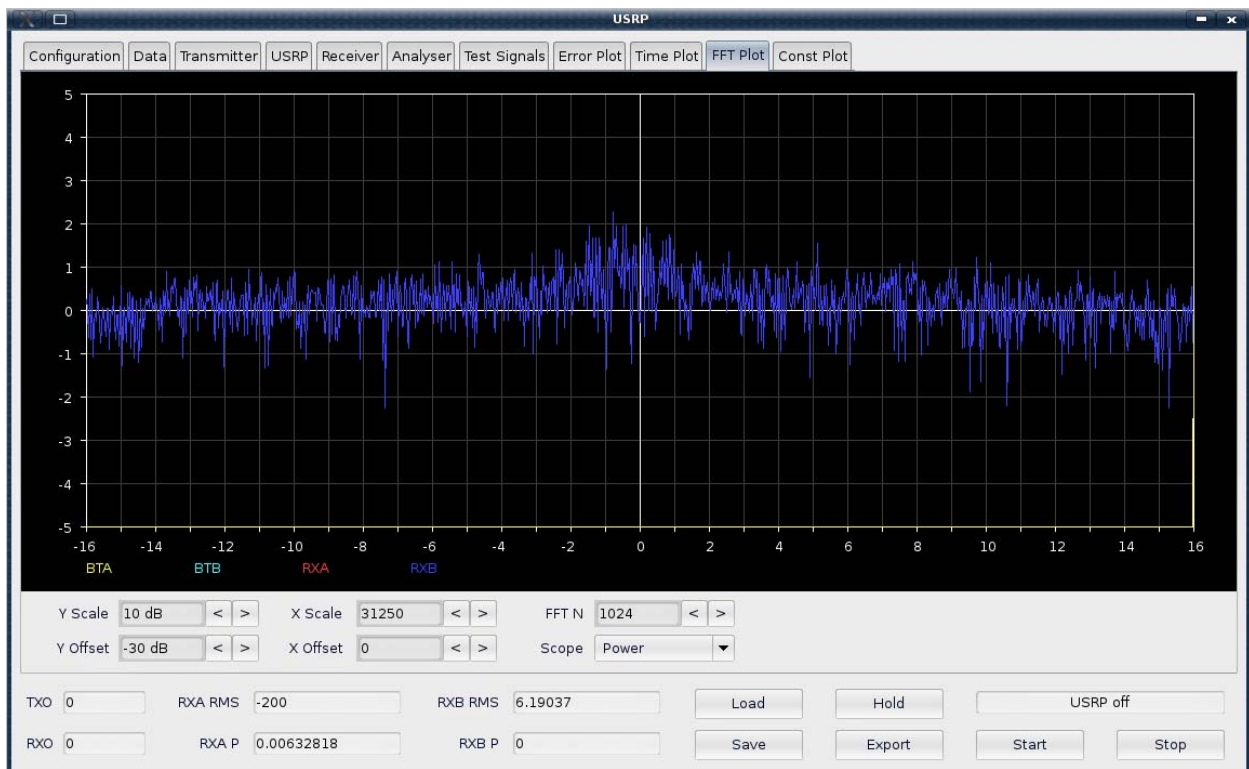 USRP
Configuration Data Transmitter USRP Receiver Analyser Test Signals Error Plot Time Plot FFT Plot Const Plot
5
4
3
2
1
0
-1
-2
-3
-4
-5
-16 -14 -12 -10 -8 -6 -4 -2 0 2 4 6 8 10 12 14 16
BTA BTB RXA RXB
Y Scale 10 dB < > X Scale 31250 < > FFT N 1024 < >
Y Offset -30 dB < > X Offset 0 < > Scope Power
TXO 0 RXA RMS -200 RXB RMS 6.19037 Load Hold USRP off
RXO 0 RXA P 0.00632818 RXB P 0 Save Export Start Stop